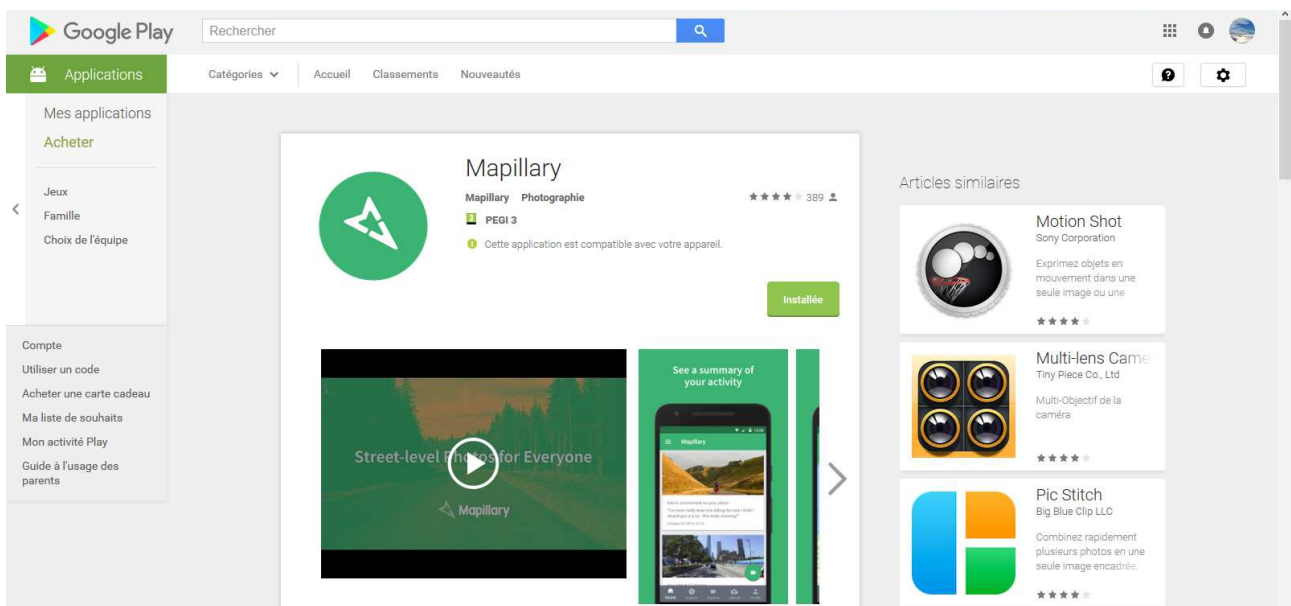 Google Play
Rechercher
Applications
Catégories
Accueil
Classements
Nouveautés
Mes applications
Acheter
Jeux
Famille
Choix de l'équipe
Compte
Utiliser un code
Acheter une carte cadeau
Ma liste de souhaits
Mon activité Play
Guide à l'usage des
parents
Mapillary
Mapillary Photographie
389
PEGI 3
Cette application est compatible avec votre appareil.
Installée
Street-level Photos for Everyone
Mapillary
See a summary of
your activity
Mapillary
Articles similaires
Motion Shot
Sony Corporation
Exprimez objets en
mouvement dans une
seule image ou une
Multi-lens Came
Tiny Piece Co., Ltd
Multi-Objectif de la
caméra
Pic Stitch
Big Blue Clip LLC
Combinez rapidement
plusieurs photos en une
seule image encadrée.